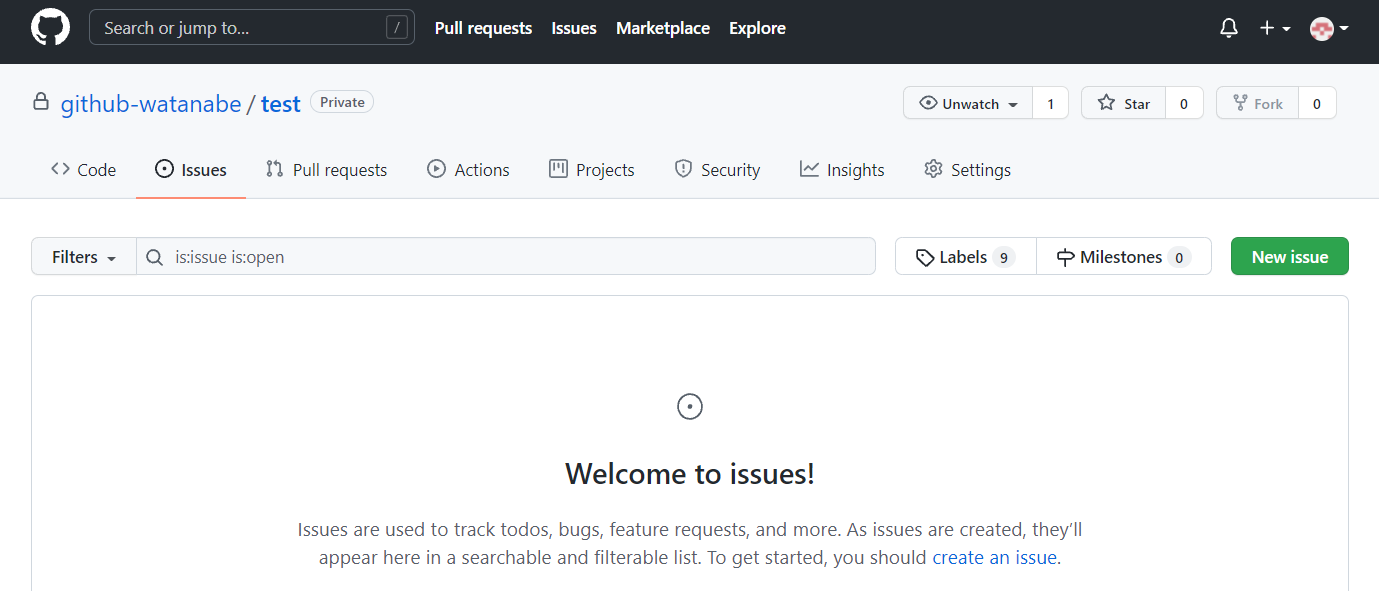 Search or jump to... / Pull requests Issues Marketplace Explore
github-watanabe / test Private Unwatch 1 Star 0 Fork 0
Code Issues Pull requests Actions Projects Security Insights Settings
Filters is:issue is:open Labels 9 Milestones 0 New issue
Welcome to issues!
Issues are used to track todos, bugs, feature requests, and more. As issues are created, they’ll
appear here in a searchable and filterable list. To get started, you should create an issue.